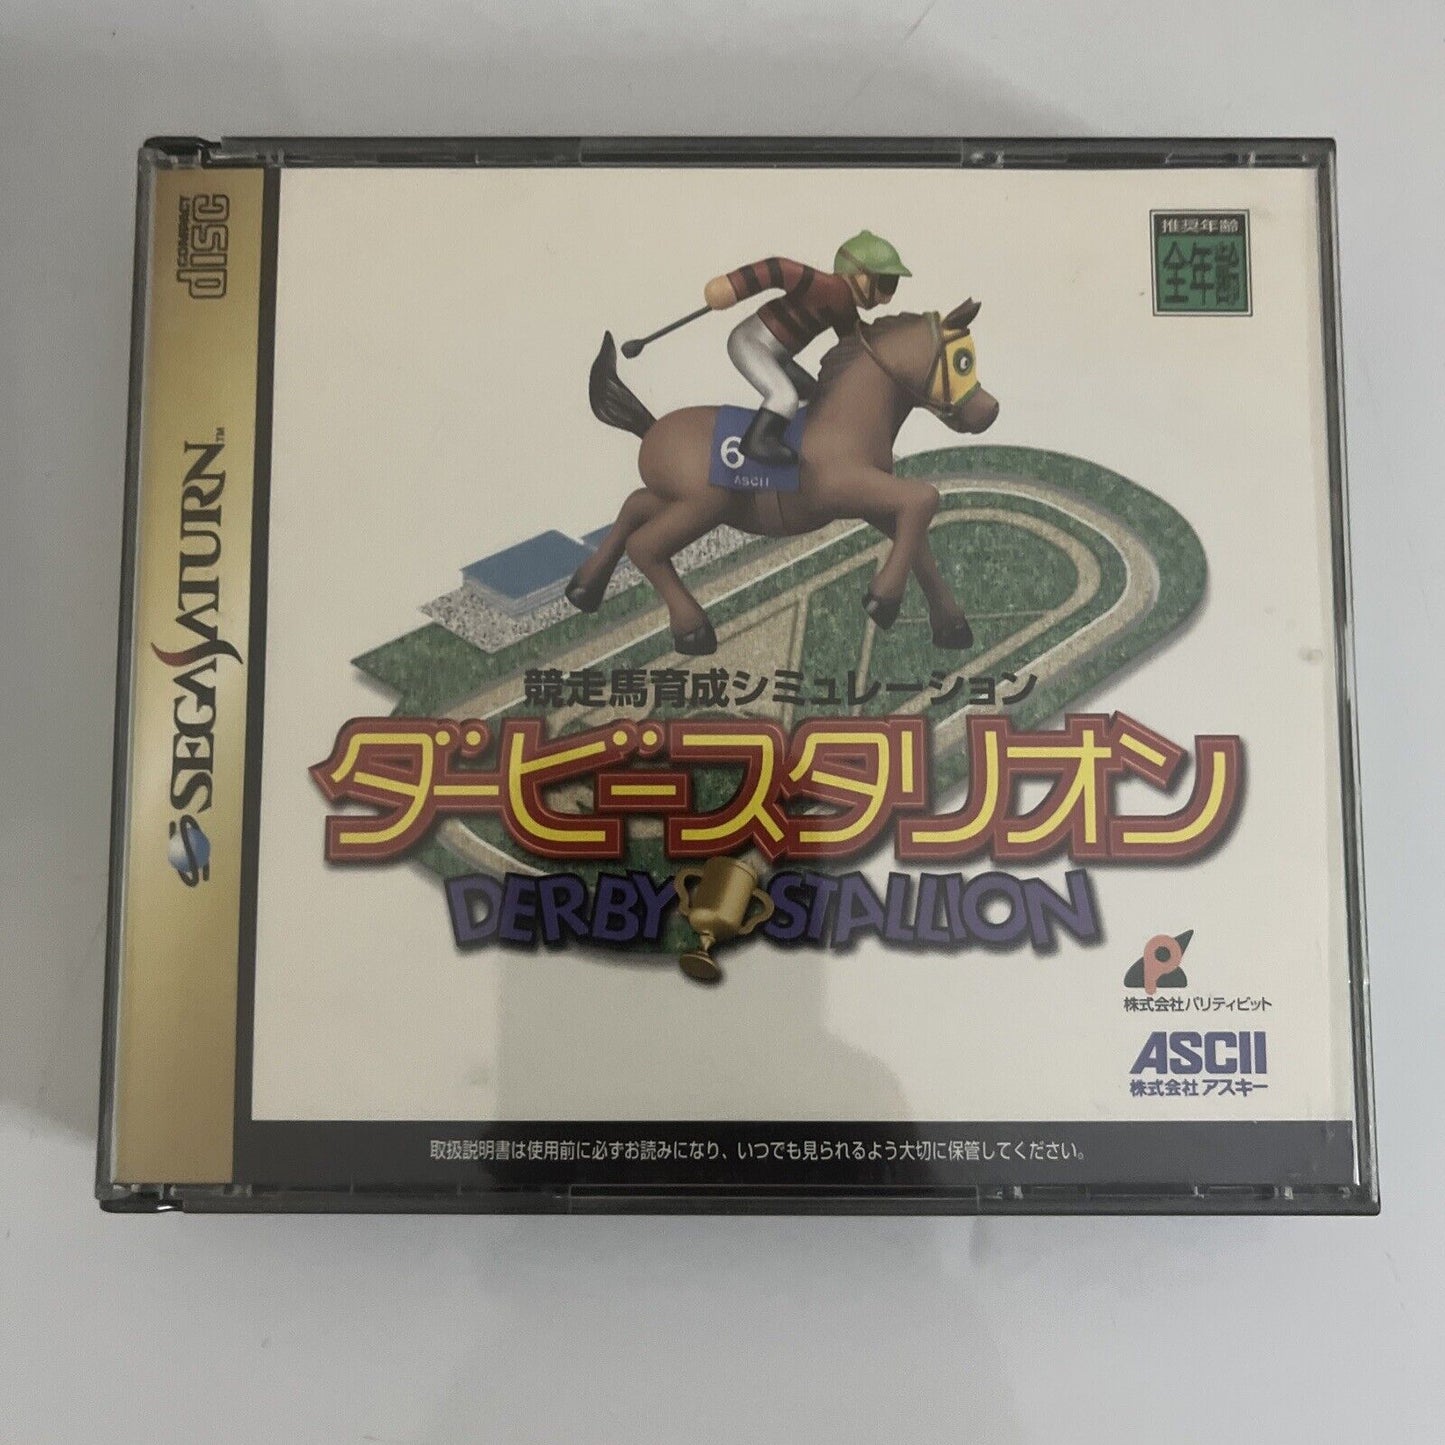 COMPACT
disc
SEGA SATURN™
推奨年齢
全年齢
6
ASCII
競走馬育成シミュレーション
ダービースタリオン
DERBY STALLION
P
株式会社パリティビット
ASCII
株式会社アスキー
取扱説明書は使用前に必ずお読みになり、いつでも見られるよう大切に保管してください。